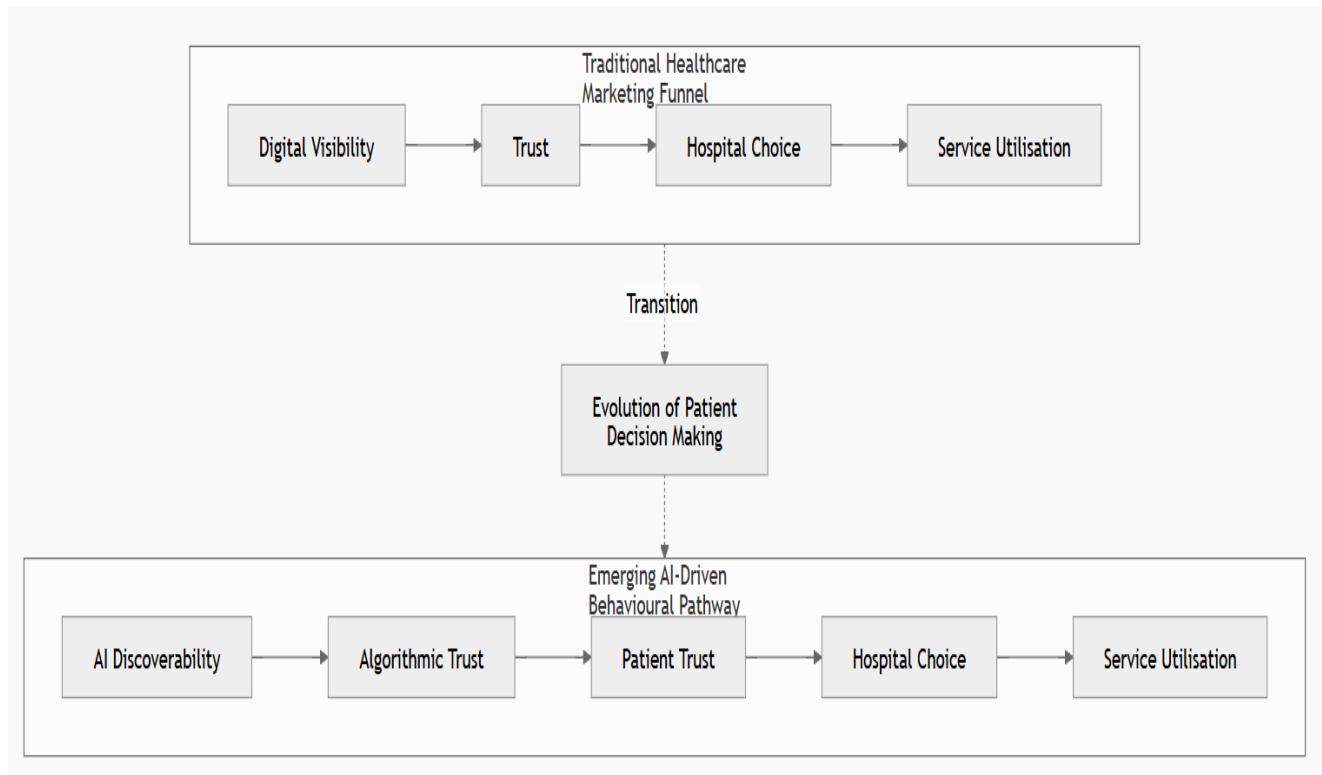 Traditional Healthcare
Marketing Funnel
Digital Visibility
Trust
Hospital Choice
Service Utilisation
Transition
Evolution of Patient
Decision Making
Emerging AI-Driven
Behavioural Pathway
AI Discoverability
Algorithmic Trust
Patient Trust
Hospital Choice
Service Utilisation